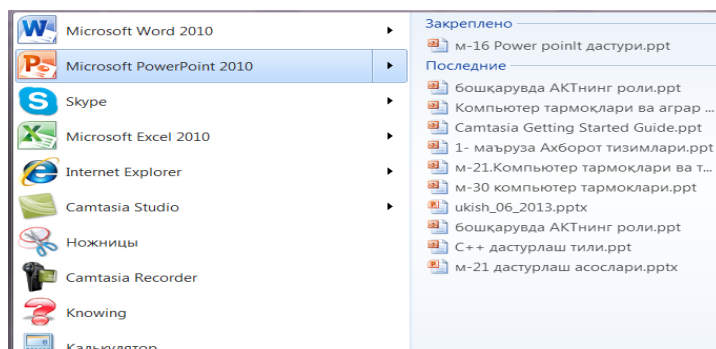 Microsoft Word 2010
Microsoft PowerPoint 2010
Skype
Microsoft Excel 2010
Internet Explorer
Camtasia Studio
Ножницы
Camtasia Recorder
Knowing
Калькулятор
Закреплено
м-16 Power poinlt дастури.ppt
Последние
бошқарувда АКТнинг роли.ppt
Компьютер тармоқлари ва аграр ...
Camtasia Getting Started Guide.ppt
1- маъруза Ахборот тизимлари.ppt
м-21.Компьютер тармоқлари ва т...
м-30 компьютер тармоклари.ppt
ukish_06_2013.pptx
бошқарувда АКТнинг роли.ppt
C++ дастурлаш тили.ppt
м-21 дастурлаш асослари.pptx